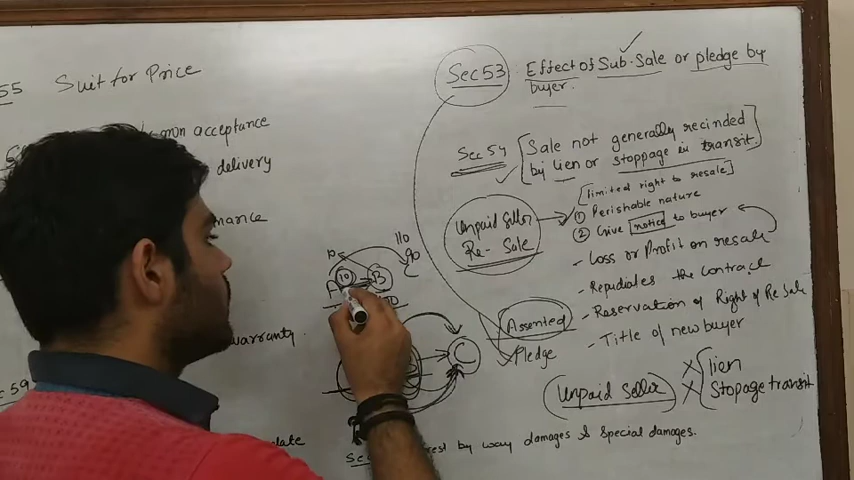 55 Suit for Price
non acceptance
delivery
warranty.
Sec 53 Effect of Sub-Sale or pledge by
buyer.
Sec 54 Sale not generally recinded
by lien or stoppage in transit.
[limited right to resale]
Unpaid Seller
Re-Sale
① Perishable nature
② Give notice to buyer
- Loss or Profit on resale
- Repudiates the contract
- Reservation of Right of Re Sale
- Title of new buyer
Assented
Pledge
110
90
10
B
C
Unpaid Seller
lien
Stopage transit
59
by way damages & special damages.